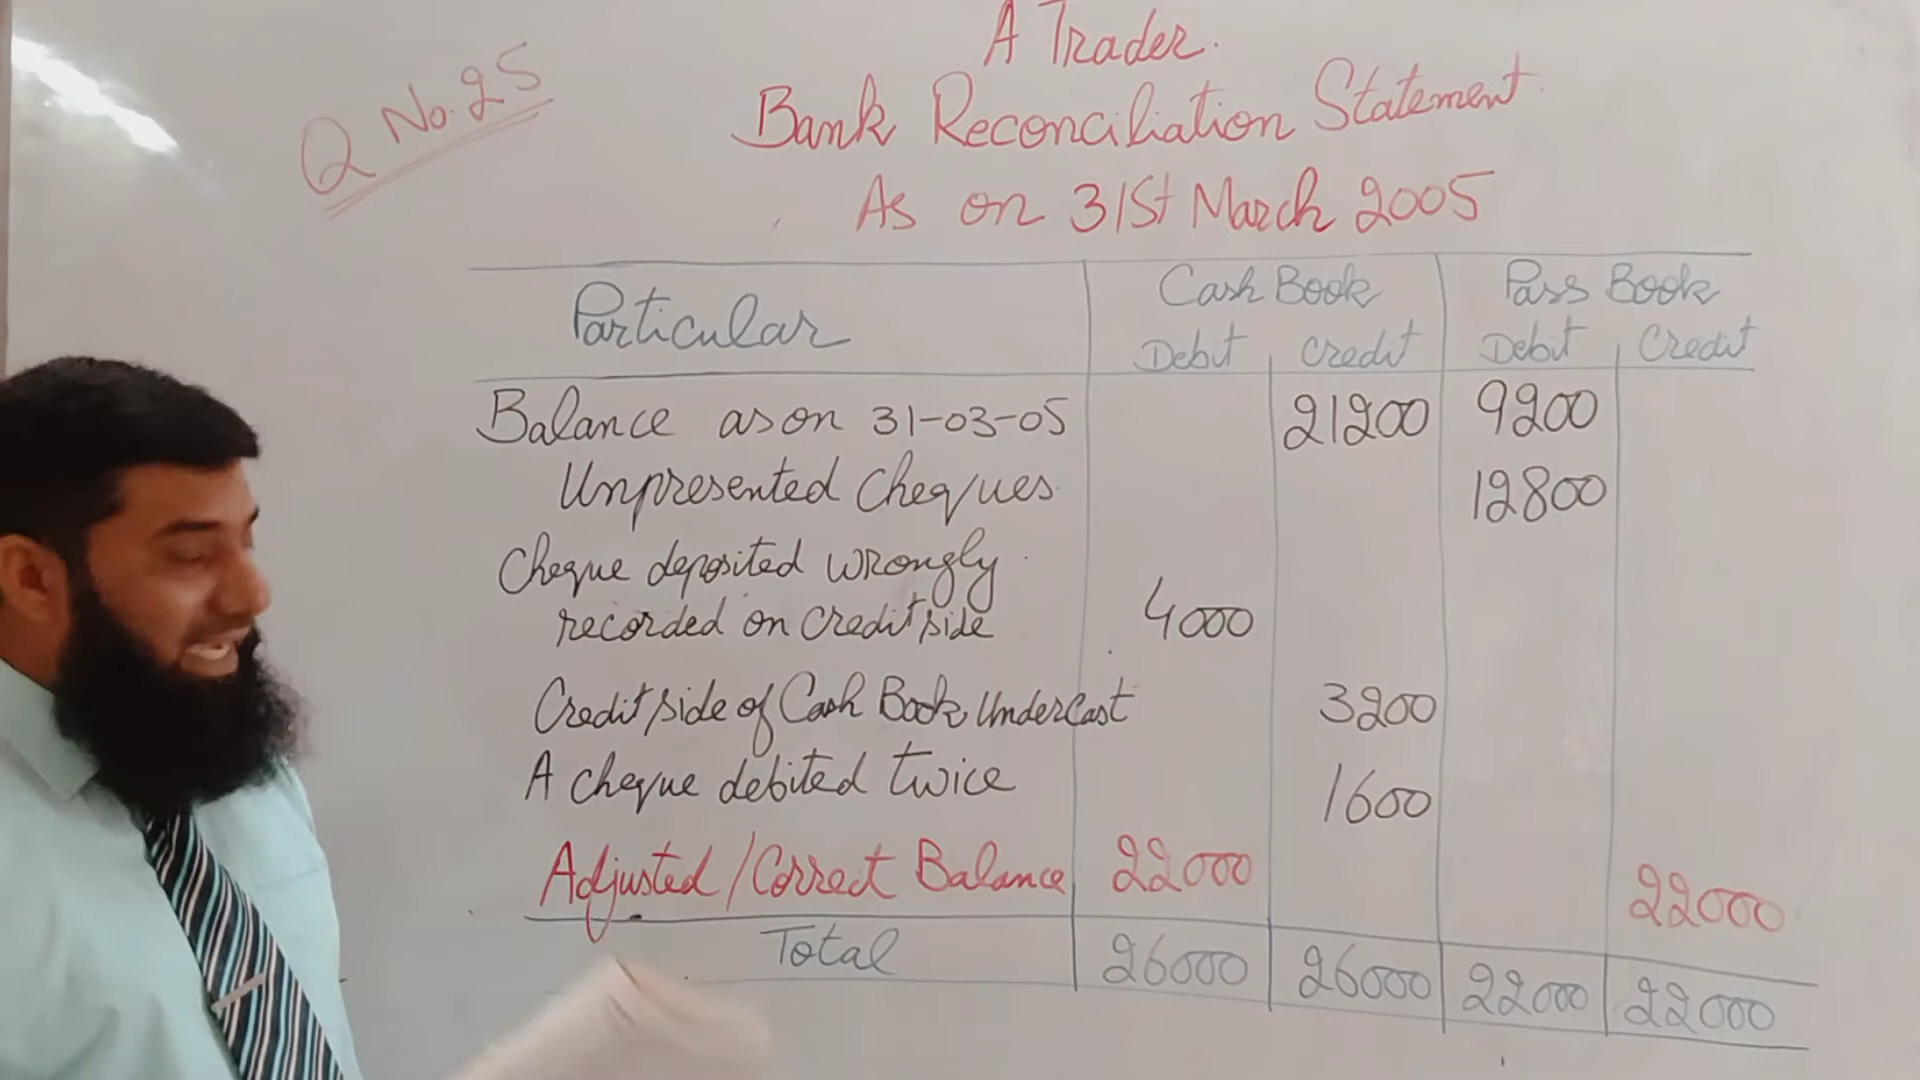 Q No. 25
A Trader.
Bank Reconciliation Statement
As on 31st March 2005
Particular Cash Book Pass Book
Debit Credit Debit Credit
Balance as on 31-03-05 21200 9200
Unpresented Cheques 12800
Cheque deposited wrongly
recorded on Credit side 4000
Credit side of Cash Book UnderCast 3200
A cheque debited twice 1600
Adjusted/Correct Balance 22000 22000
Total 26000 26000 22000 22000